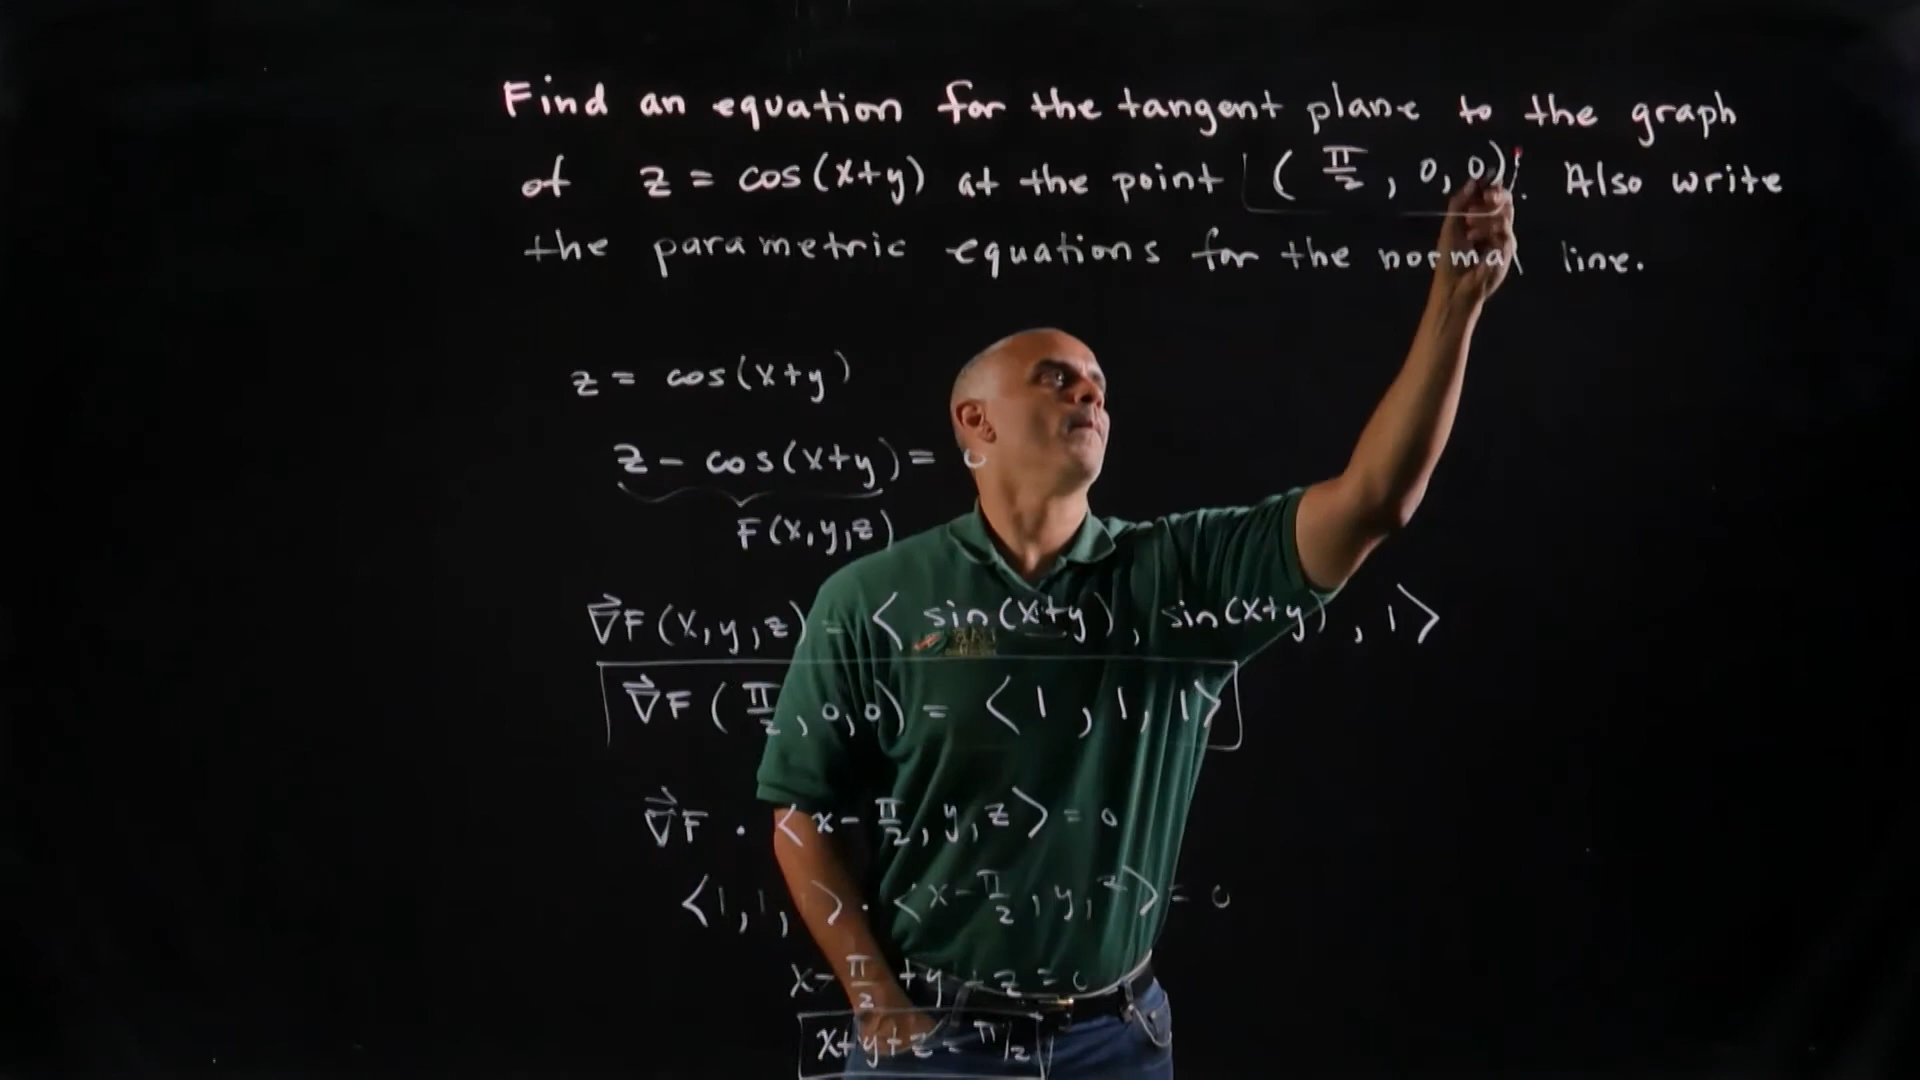 Find an equation for the tangent plane to the graph
of z = cos(x+y) at the point (π/2, 0, 0). Also write
the parametric equations for the normal line.
z = cos(x+y)
z - cos(x+y) = 0
F(x,y,z)
∇⃗F(x,y,z) = ⟨ sin(x+y), sin(x+y), 1⟩
∇⃗F(π/2, 0, 0) = ⟨1, 1, 1⟩
∇⃗F · ⟨x - π/2, y, z⟩ = 0
⟨1, 1, ⟩ · ⟨x - π/2, y, z⟩ = 0
x - π/2 + y + z = 0
x+y+z = π/2